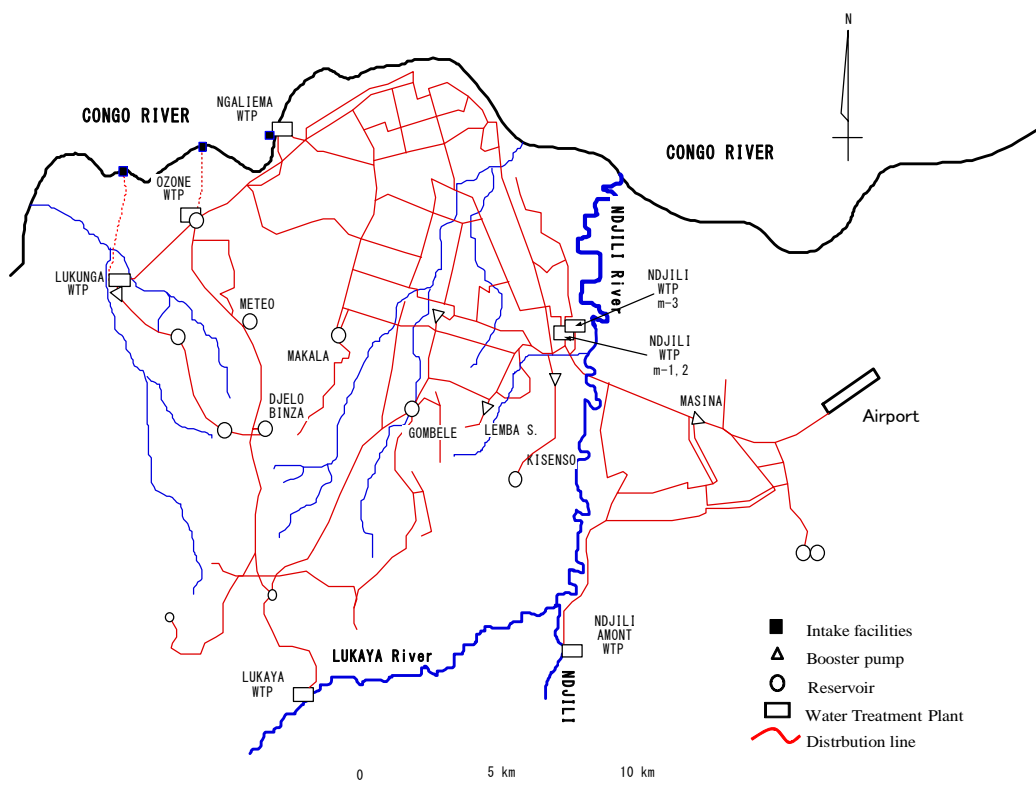 N
NGALIEMA
WTP
CONGO RIVER
CONGO RIVER
OZONE
WTP
NDJILI River
NDJILI
WTP
m-3
LUKUNGA
WTP
METEO
MAKALA
NDJILI
WTP
m-1,2
DJELO
BINZA
GOMBELE
LEMBA S.
MASINA
Airport
KISENSO
NDJILI
AMONT
WTP
LUKAYA River
LUKAYA
WTP
NDJILI
Intake facilities
Booster pump
Reservoir
Water Treatment Plant
Distrbution line
0
5 km
10 km